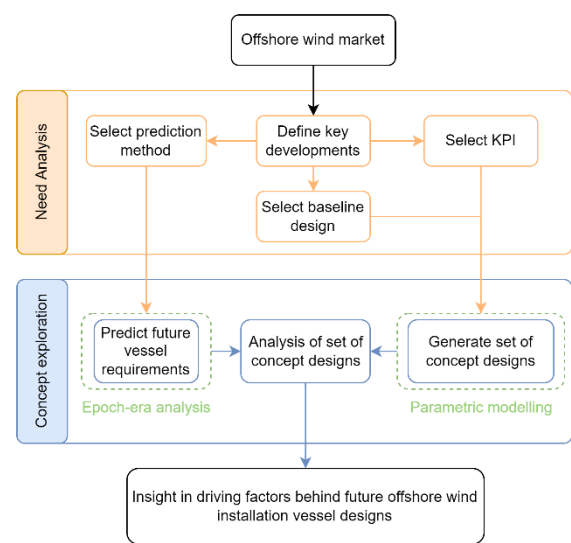 Offshore wind market
Need Analysis
Select prediction
method
Define key
developments
Select KPI
Select baseline
design
Concept exploration
Predict future
vessel
requirements
Analysis of set of
concept designs
Generate set of
concept designs
Epoch-era analysis
Parametric modelling
Insight in driving factors behind future offshore wind
installation vessel designs